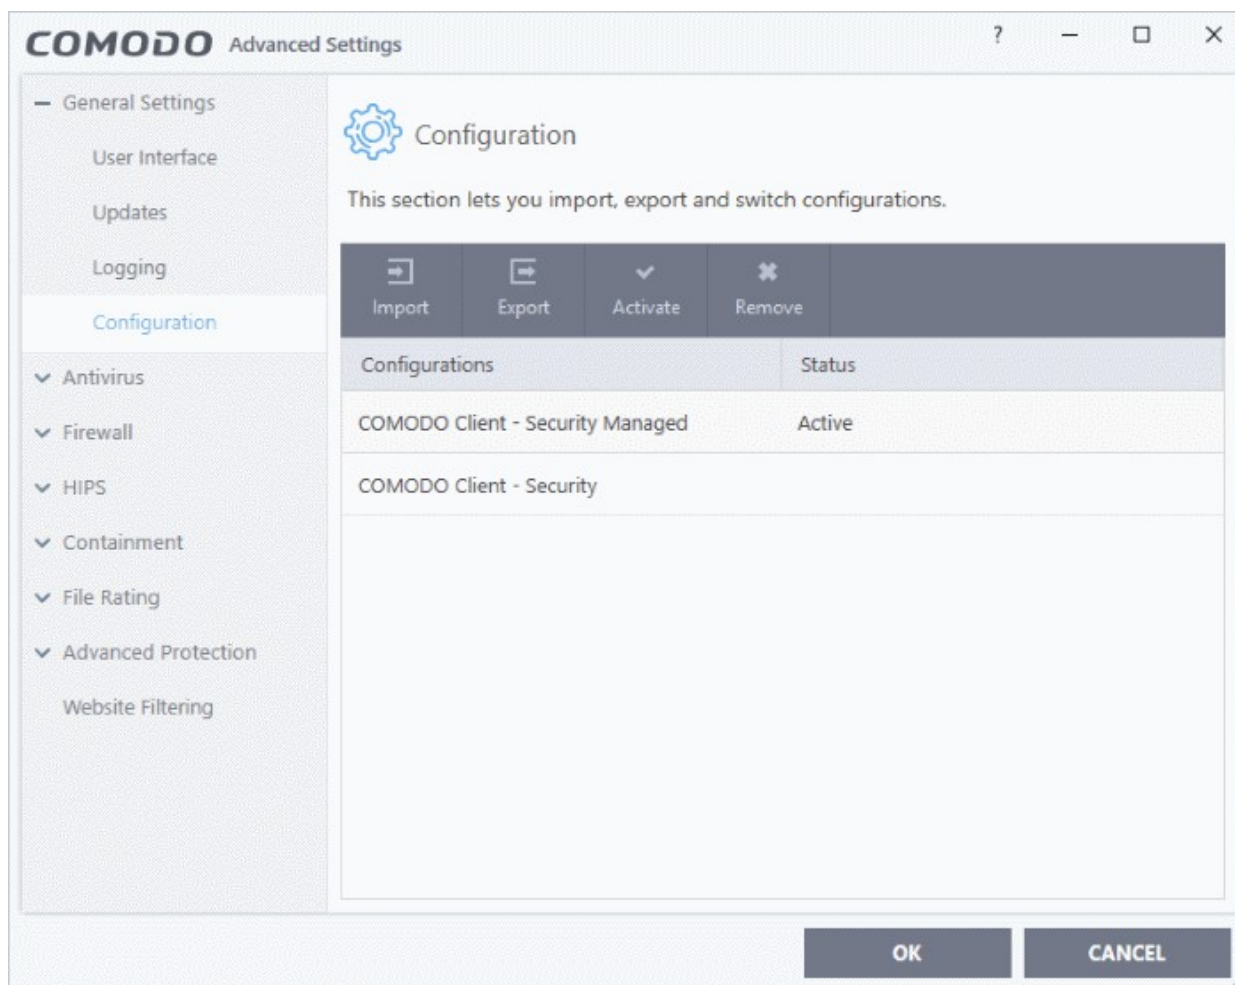 COMODO Advanced Settings ?
General Settings
User Interface
Updates
Logging
Configuration
Antivirus
Firewall
HIPS
Containment
File Rating
Advanced Protection
Website Filtering
Configuration
This section lets you import, export and switch configurations.
Import Export Activate Remove
Configurations Status
COMODO Client - Security Managed Active
COMODO Client - Security
OK CANCEL